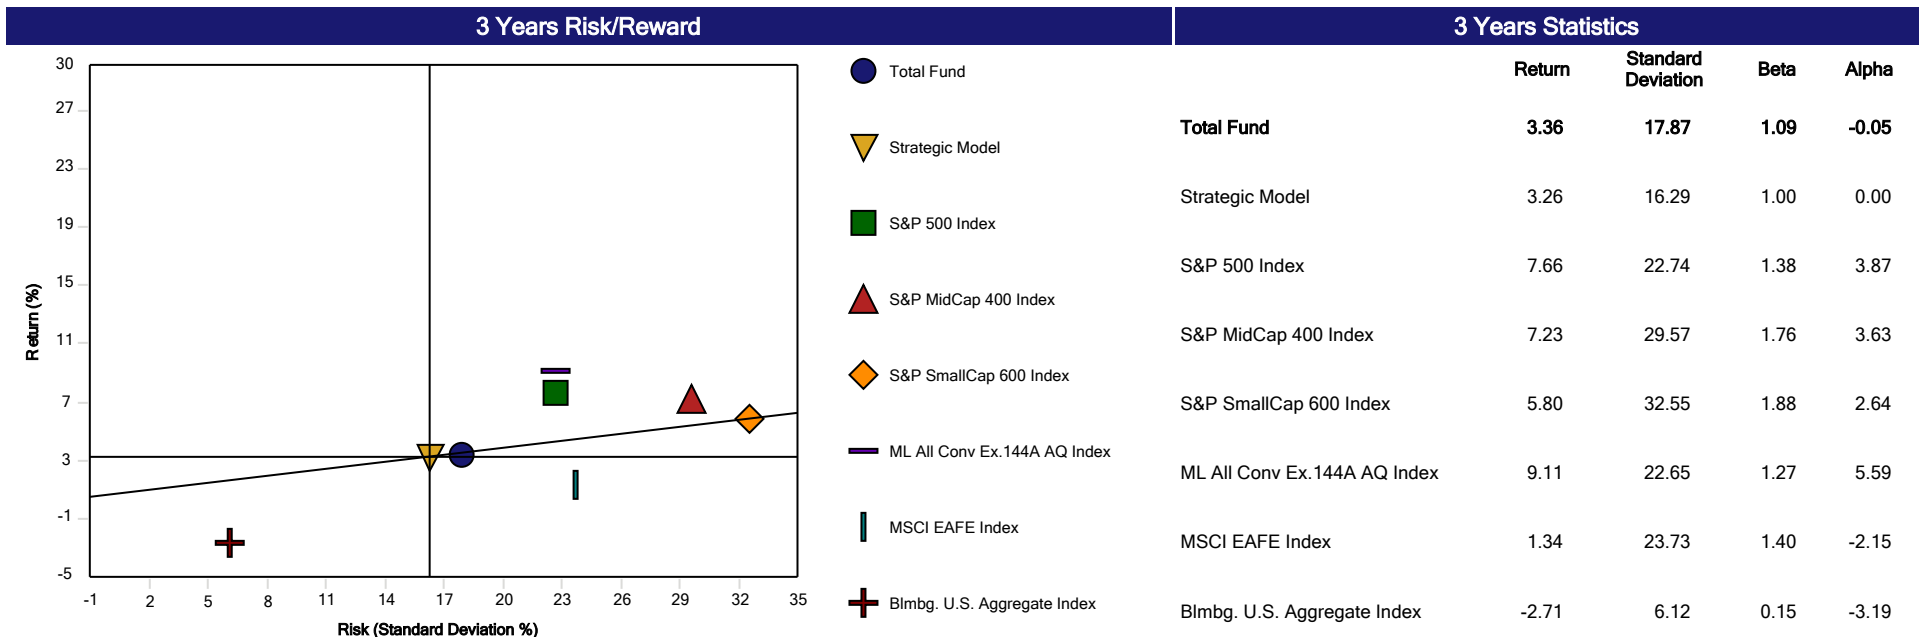 3 Years Risk/Reward
30
27
23
19
15
11
7
3
-1
-5
Return (%)
-1 2 5 8 11 14 17 20 23 26 29 32 35
Risk (Standard Deviation %)
Total Fund
Strategic Model
S&P 500 Index
S&P MidCap 400 Index
S&P SmallCap 600 Index
ML All Conv Ex.144A AQ Index
MSCI EAFE Index
Blmbg. U.S. Aggregate Index
3 Years Statistics
Return Standard Deviation Beta Alpha
Total Fund 3.36 17.87 1.09 -0.05
Strategic Model 3.26 16.29 1.00 0.00
S&P 500 Index 7.66 22.74 1.38 3.87
S&P MidCap 400 Index 7.23 29.57 1.76 3.63
S&P SmallCap 600 Index 5.80 32.55 1.88 2.64
ML All Conv Ex.144A AQ Index 9.11 22.65 1.27 5.59
MSCI EAFE Index 1.34 23.73 1.40 -2.15
Blmbg. U.S. Aggregate Index -2.71 6.12 0.15 -3.19